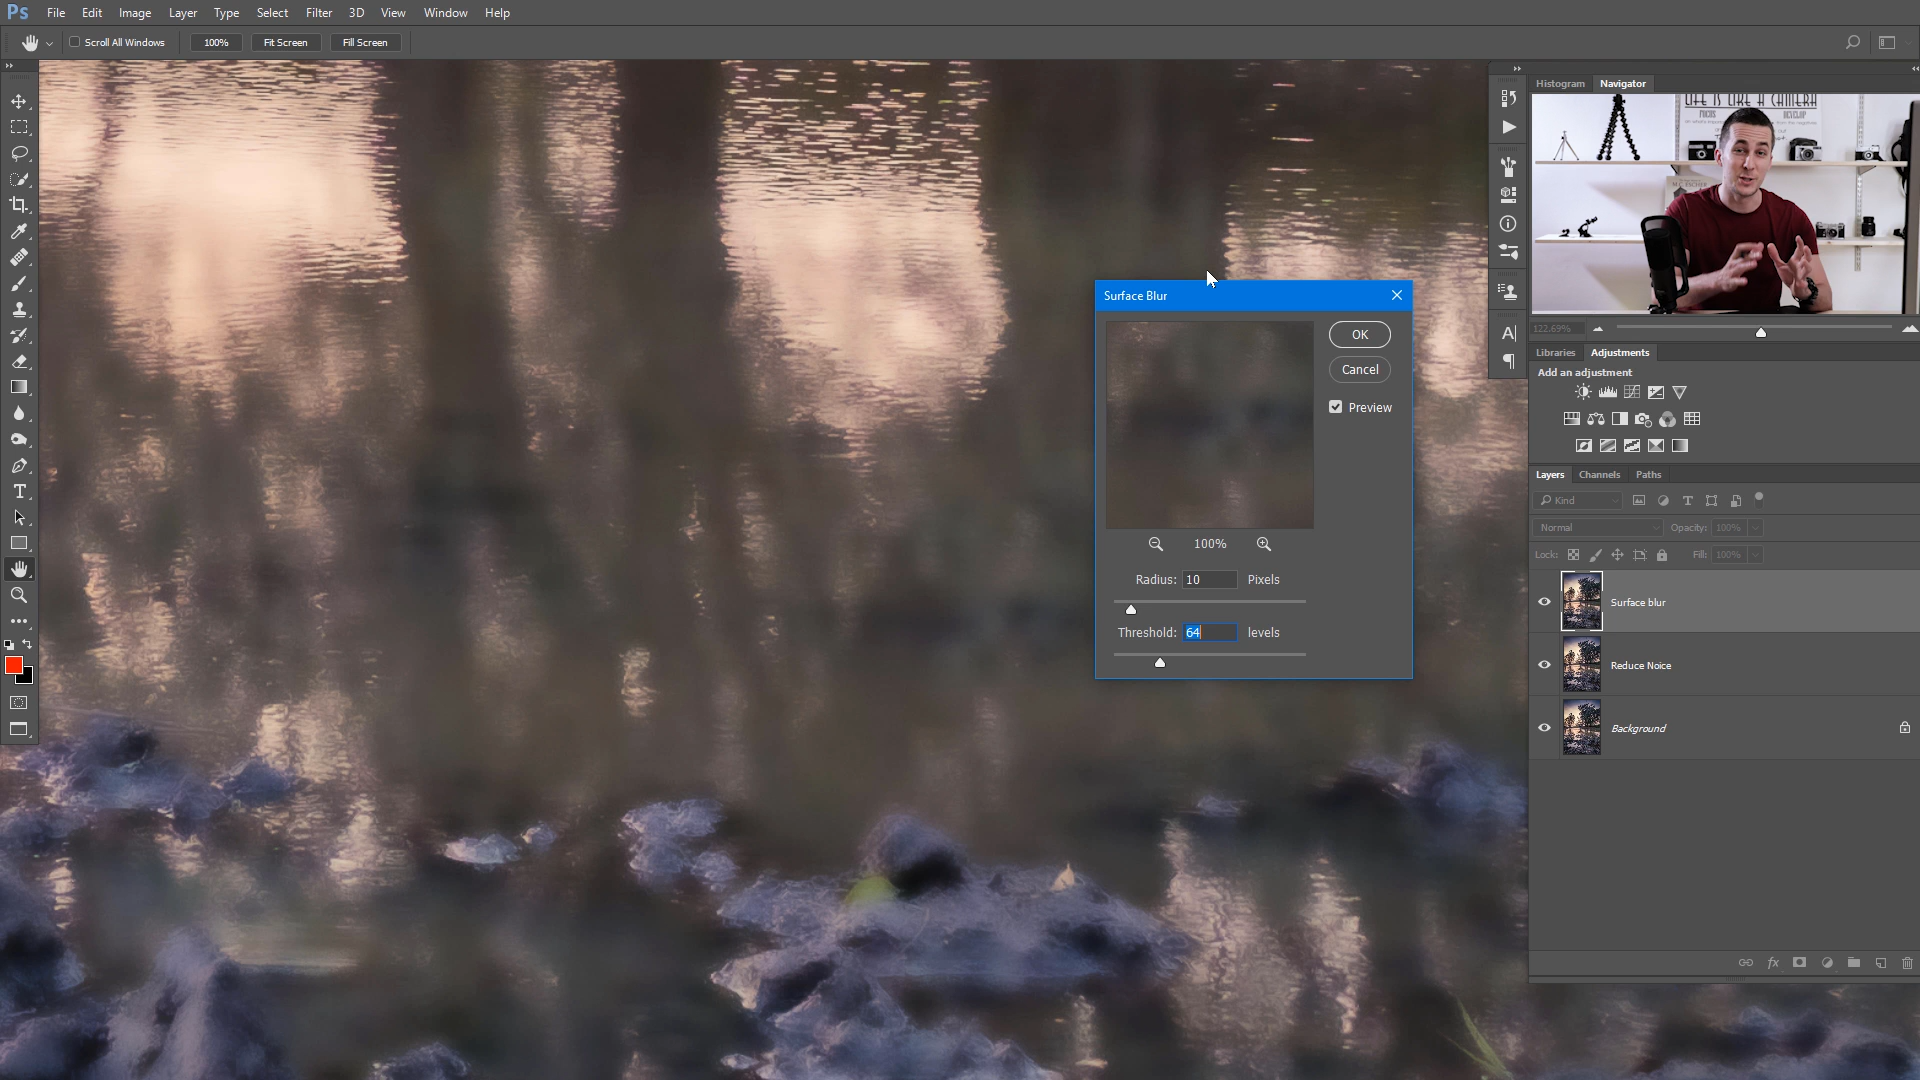 Ps File Edit Image Layer Type Select Filter 3D View Window Help
Scroll All Windows 100% Fit Screen Fill Screen
Histogram Navigator
LIFE IS LIKE A CAMERA
FOCUS DEVELOP
122,69%
Libraries Adjustments
Add an adjustment
Layers Channels Paths
Kind
Normal Opacity: 100%
Lock: Fill: 100%
Surface blur
Reduce Noice
Background
fx
Surface Blur
OK
Cancel
Preview
100%
Radius: 10 Pixels
Threshold: 64 levels